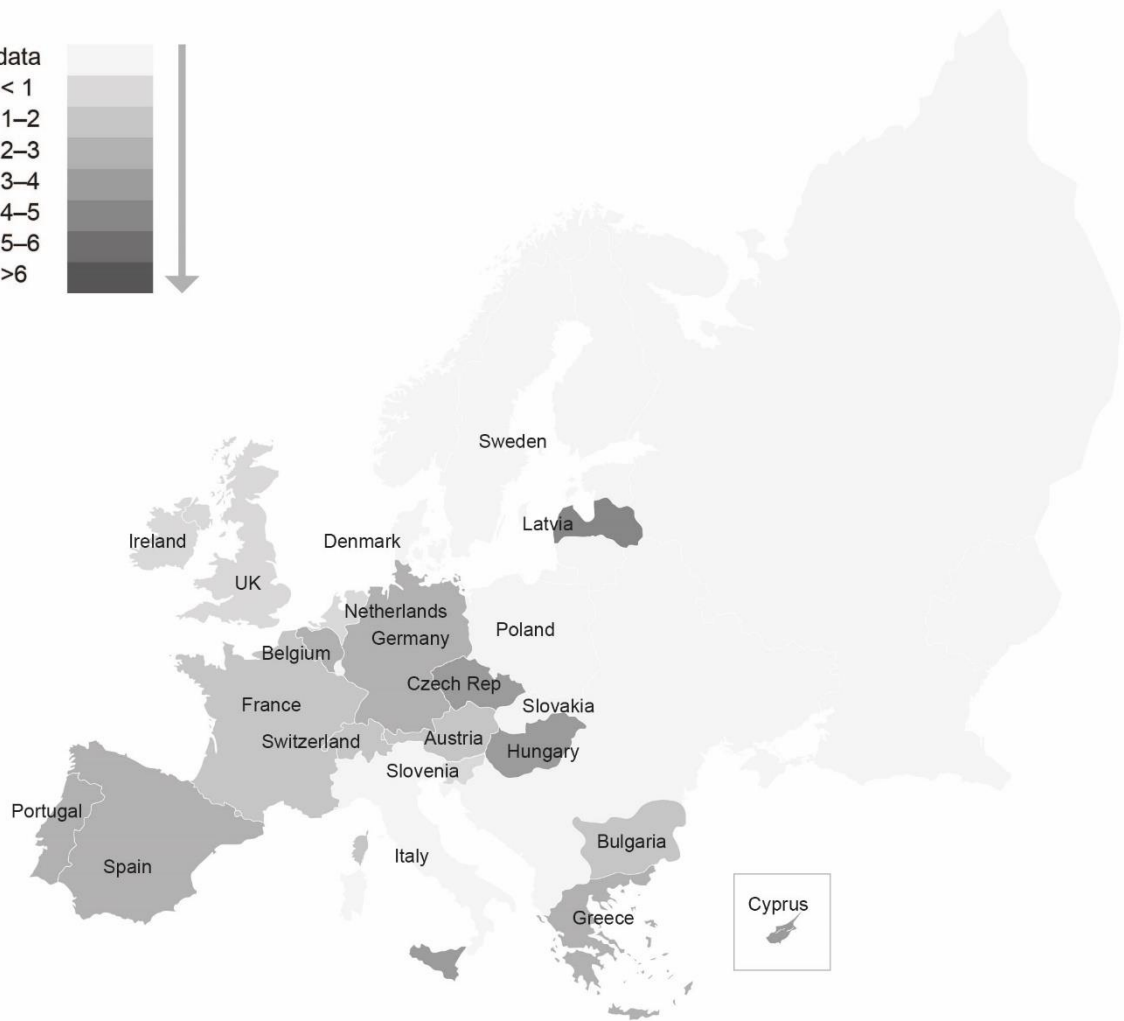 data
< 1
1–2
2–3
3–4
4–5
5–6
>6
Sweden
Latvia
Ireland
Denmark
UK
Netherlands
Germany
Poland
Belgium
Czech Rep
France
Slovakia
Switzerland
Austria
Hungary
Slovenia
Portugal
Bulgaria
Italy
Spain
Cyprus
Greece